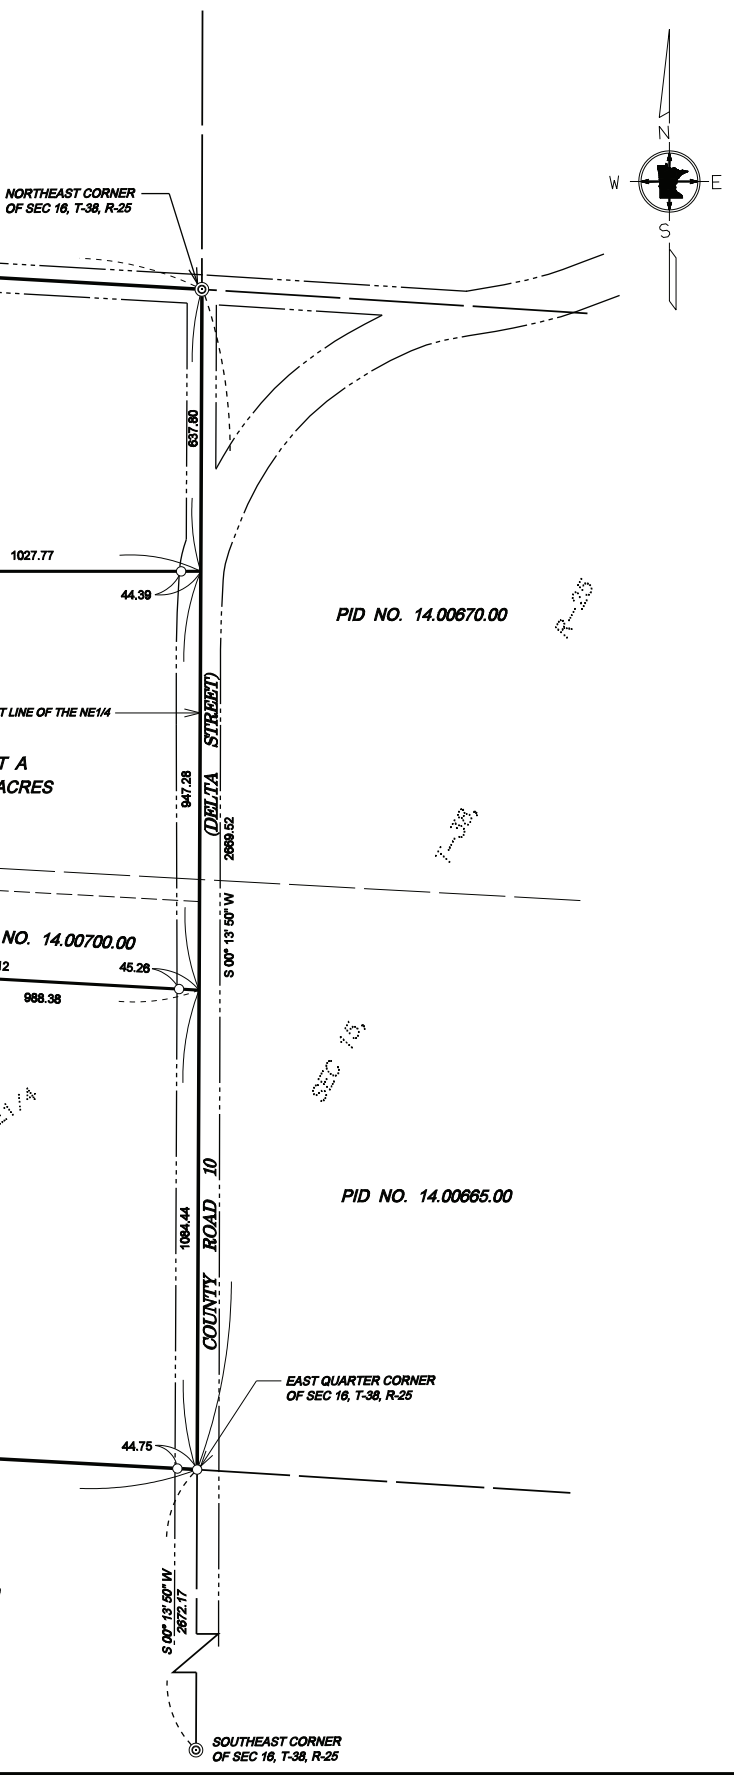 N
W
E
S
NORTHEAST CORNER
OF SEC 16, T-38, R-25
637.80
1027.77
44.39
PID NO. 14.00670.00
R-25
T LINE OF THE NE1/4
(DELTA STREET)
T A
ACRES
947.28
2669.52
S 00° 13' 50" W
T-38,
NO. 14.00700.00
12
45.26
988.38
SEC 15,
E1/4
COUNTY ROAD 10
1084.44
PID NO. 14.00665.00
EAST QUARTER CORNER
OF SEC 16, T-38, R-25
44.75
S 00° 13' 50" W
2672.17
SOUTHEAST CORNER
OF SEC 16, T-38, R-25